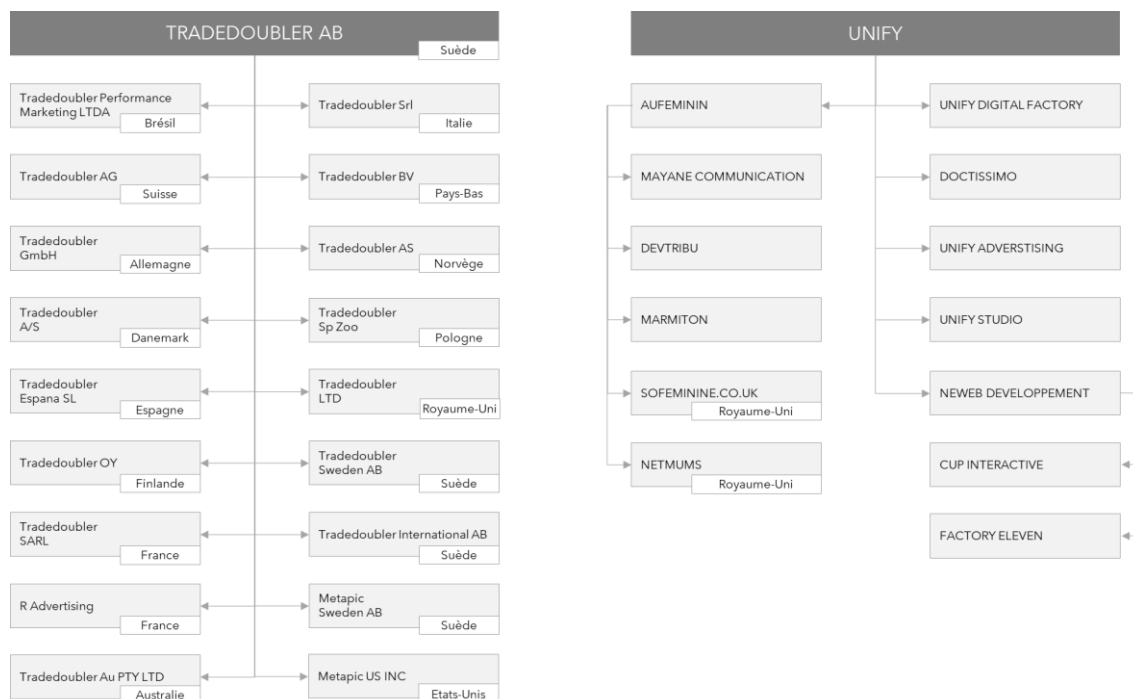 TRADEDOUBLER AB
Suède
Tradedoubler Performance
Marketing LTDA
Brésil
Tradedoubler Srl
Italie
Tradedoubler AG
Suisse
Tradedoubler BV
Pays-Bas
Tradedoubler
GmbH
Allemagne
Tradedoubler AS
Norvège
Tradedoubler
A/S
Danemark
Tradedoubler
Sp Zoo
Pologne
Tradedoubler
Espana SL
Espagne
Tradedoubler
LTD
Royaume-Uni
Tradedoubler OY
Finlande
Tradedoubler
Sweden AB
Suède
Tradedoubler
SARL
France
Tradedoubler International AB
Suède
R Advertising
France
Metapic
Sweden AB
Suède
Tradedoubler Au PTY LTD
Australie
Metapic US INC
Etats-Unis
UNIFY
AUFEMININ
UNIFY DIGITAL FACTORY
MAYANE COMMUNICATION
DOCTISSIMO
DEVTRIBU
UNIFY ADVERSTISING
MARMITON
UNIFY STUDIO
SOFEMININE.CO.UK
Royaume-Uni
NEWEB DEVELOPPEMENT
NETMUMS
Royaume-Uni
CUP INTERACTIVE
FACTORY ELEVEN